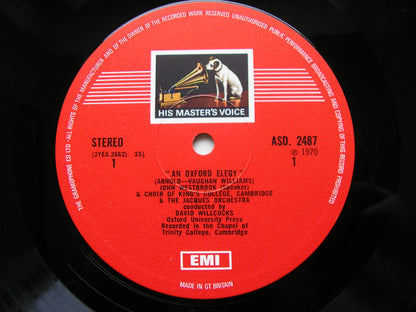 THE GRAMOPHONE CO LTD · ALL RIGHTS OF THE MANUFACTURER AND OF THE OWNER OF THE RECORDED WORK RESERVED UNAUTHORISED PUBLIC PERFORMANCE BROADCASTING AND COPYING OF THIS RECORD PROHIBITED
HIS MASTER'S VOICE
STEREO
(2YEA.3662) 33⅓
1
ASD. 2487
℗ 1970
1
"AN OXFORD ELEGY"
(ARNOLD—VAUGHAN WILLIAMS)
JOHN WESTBROOK (Speaker)
& CHOIR OF KING'S COLLEGE, CAMBRIDGE
& THE JACQUES ORCHESTRA
conducted by
DAVID WILLCOCKS
Oxford University Press
Recorded in the Chapel of
Trinity College, Cambridge
EMI
MADE IN GT BRITAIN